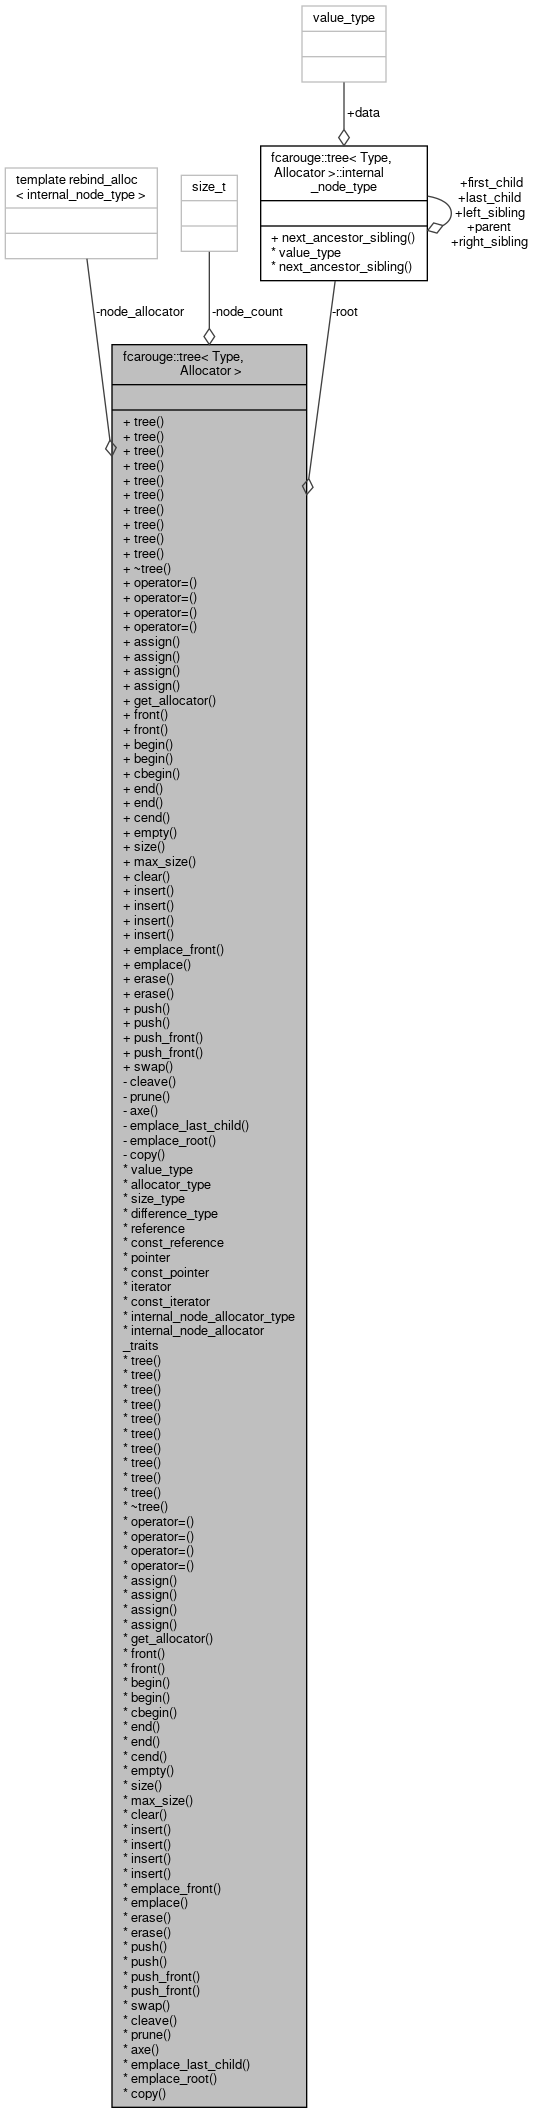 value_type
+data
fcarouge::tree< Type,
Allocator >::internal
_node_type
+ next_ancestor_sibling()
* value_type
* next_ancestor_sibling()
+first_child
+last_child
+left_sibling
+parent
+right_sibling
template rebind_alloc
< internal_node_type >
size_t
-node_allocator
-node_count
-root
fcarouge::tree< Type,
Allocator >
+ tree()
+ tree()
+ tree()
+ tree()
+ tree()
+ tree()
+ tree()
+ tree()
+ tree()
+ tree()
+ ~tree()
+ operator=()
+ operator=()
+ operator=()
+ operator=()
+ assign()
+ assign()
+ assign()
+ assign()
+ get_allocator()
+ front()
+ front()
+ begin()
+ begin()
+ cbegin()
+ end()
+ end()
+ cend()
+ empty()
+ size()
+ max_size()
+ clear()
+ insert()
+ insert()
+ insert()
+ insert()
+ emplace_front()
+ emplace()
+ erase()
+ erase()
+ push()
+ push()
+ push_front()
+ push_front()
+ swap()
- cleave()
- prune()
- axe()
- emplace_last_child()
- emplace_root()
- copy()
* value_type
* allocator_type
* size_type
* difference_type
* reference
* const_reference
* pointer
* const_pointer
* iterator
* const_iterator
* internal_node_allocator_type
* internal_node_allocator
_traits
* tree()
* tree()
* tree()
* tree()
* tree()
* tree()
* tree()
* tree()
* tree()
* tree()
* ~tree()
* operator=()
* operator=()
* operator=()
* operator=()
* assign()
* assign()
* assign()
* assign()
* get_allocator()
* front()
* front()
* begin()
* begin()
* cbegin()
* end()
* end()
* cend()
* empty()
* size()
* max_size()
* clear()
* insert()
* insert()
* insert()
* insert()
* emplace_front()
* emplace()
* erase()
* erase()
* push()
* push()
* push_front()
* push_front()
* swap()
* cleave()
* prune()
* axe()
* emplace_last_child()
* emplace_root()
* copy()